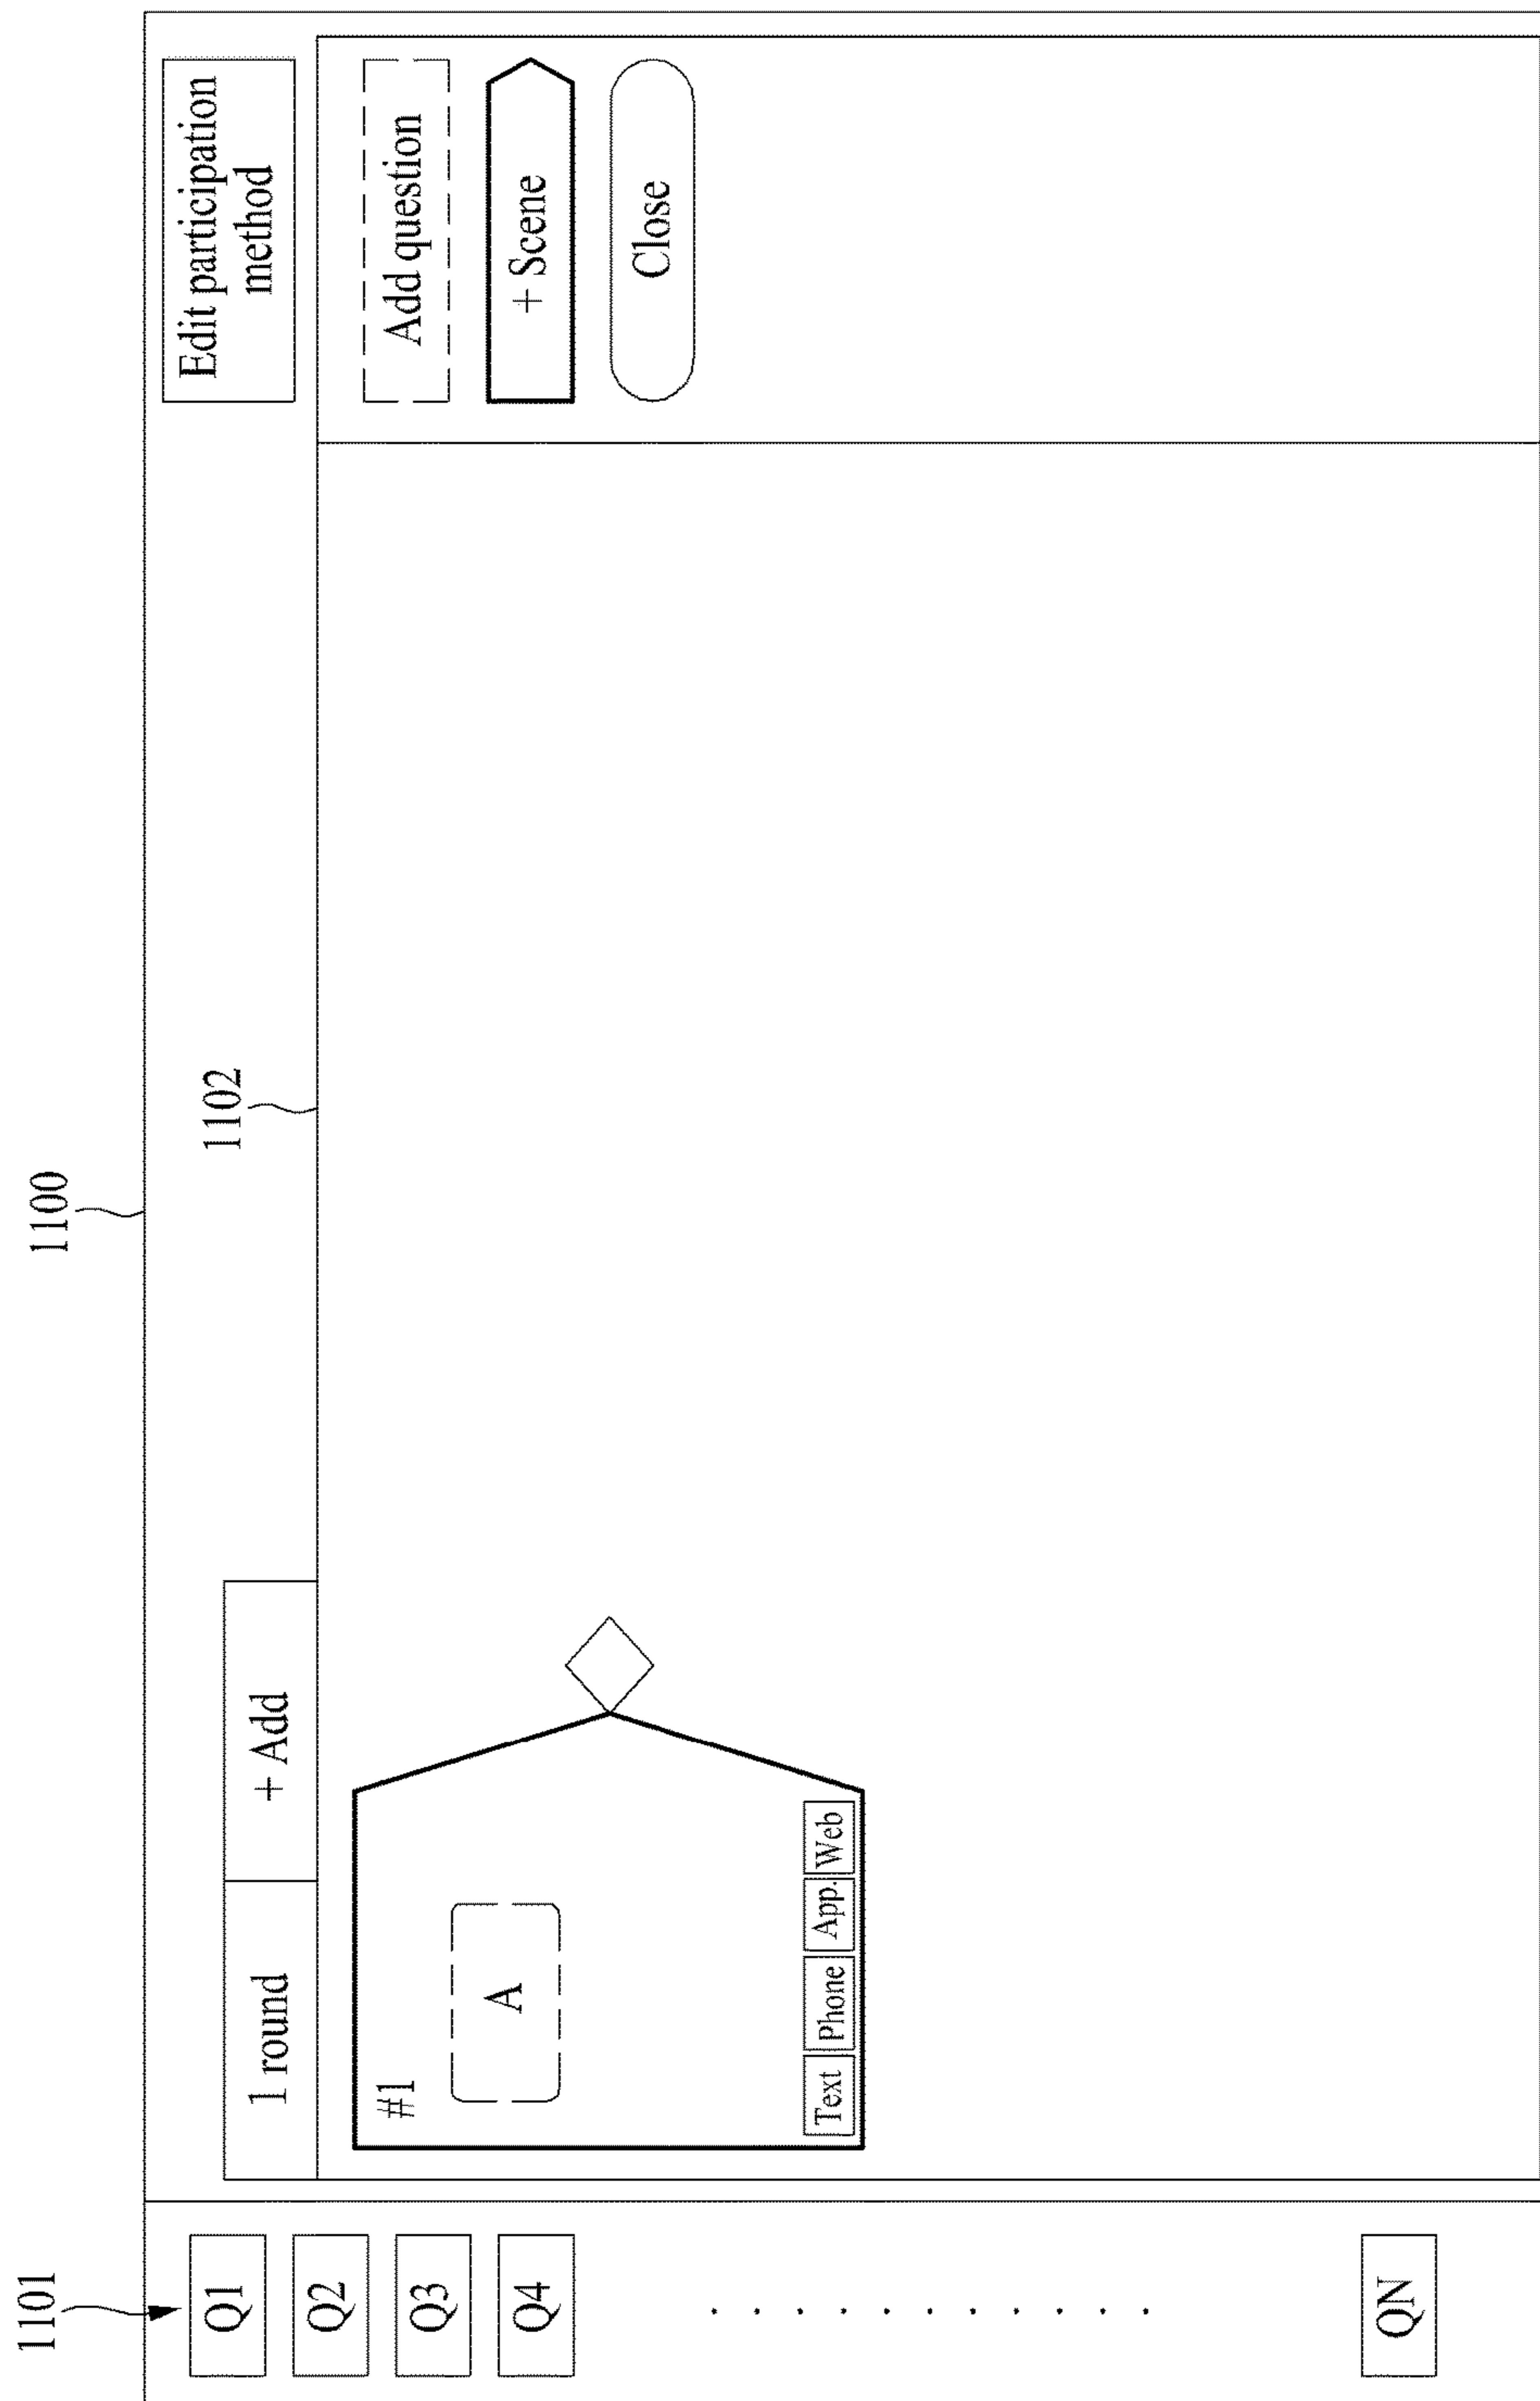 1100
1101
1102
Edit participation
method
1 round
+ Add
Q1
Q2
Q3
Q4
QN
#1
A
Text
Phone
App.
Web
Add question
+ Scene
Close